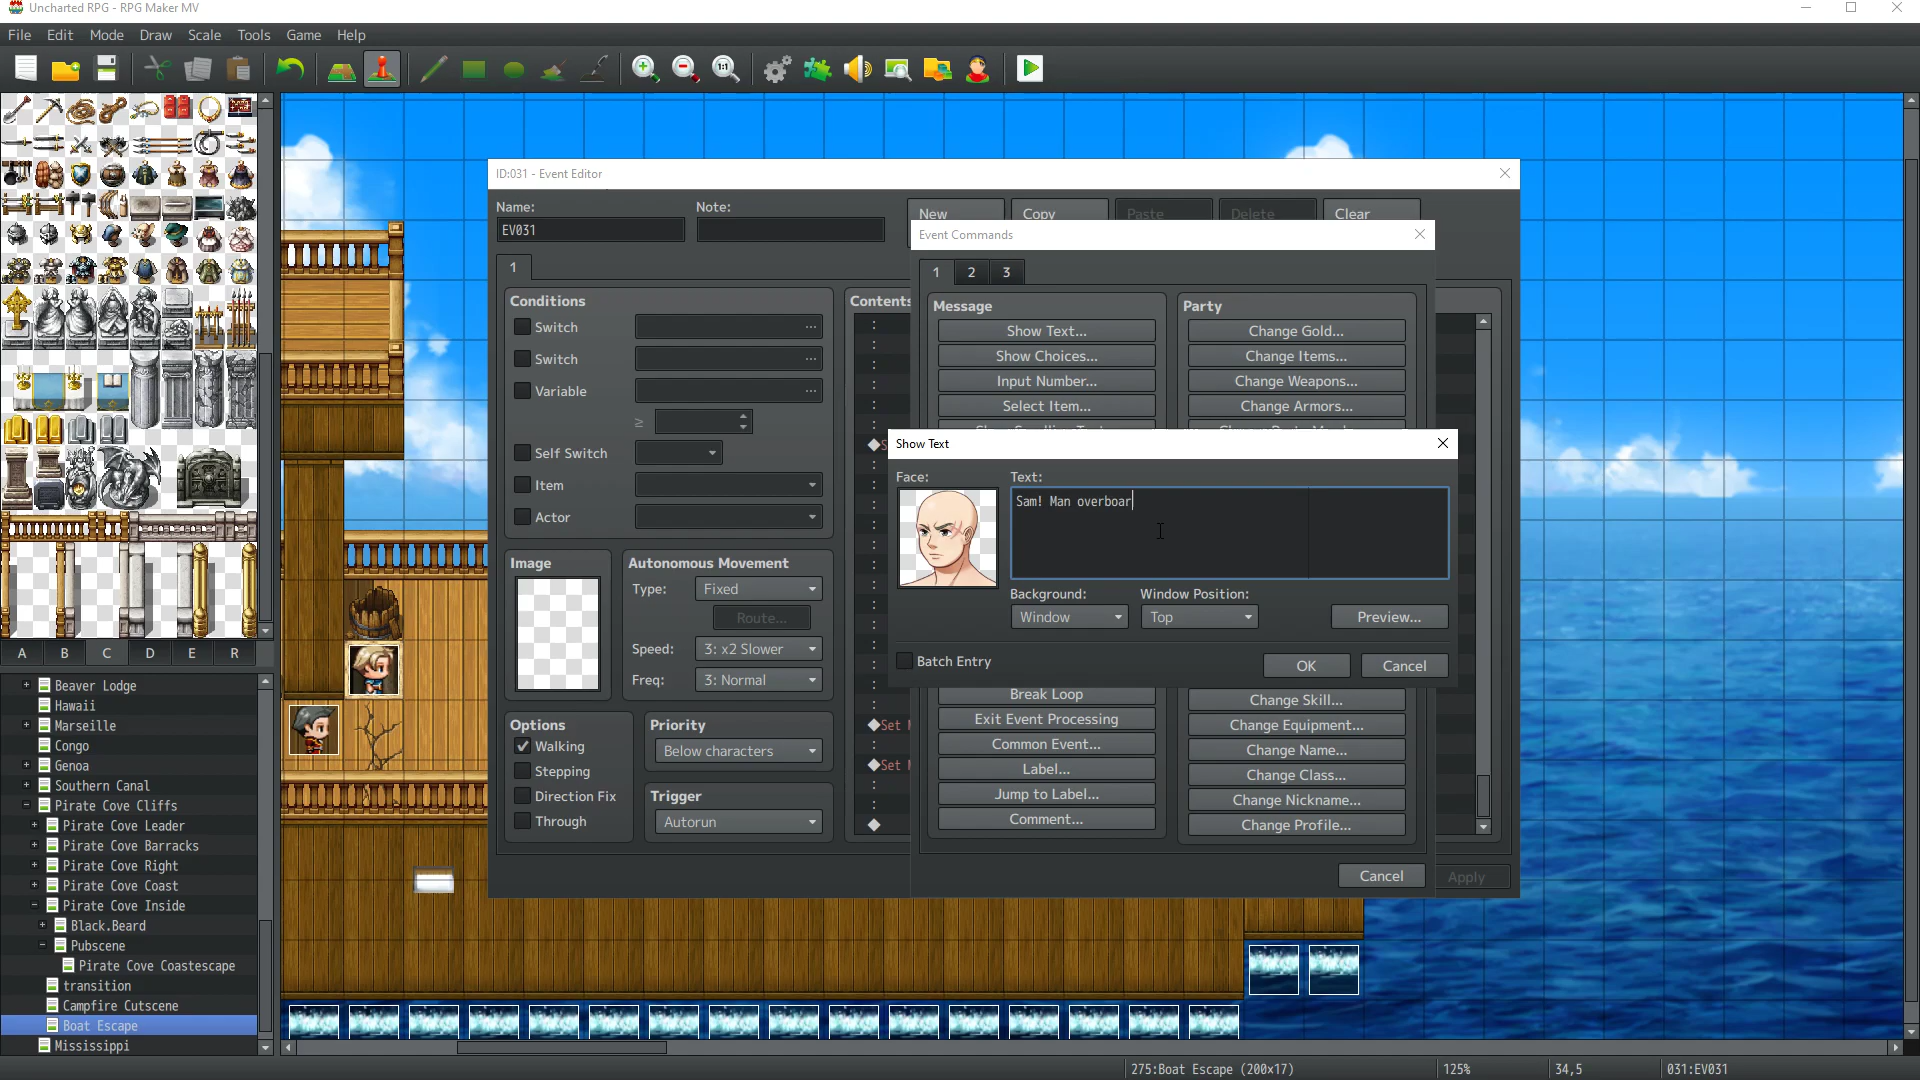 Uncharted RPG - RPG Maker MV
File Edit Mode Draw Scale Tools Game Help
1:1
ID:031 - Event Editor
Name:
Note:
EV031
New
Copy
Paste
Delete
Clear
Event Commands
1
1 2 3
Conditions
Contents
Switch
...
Switch
...
Variable
...
≥
Self Switch
Item
Actor
Message
Show Text...
Show Choices...
Input Number...
Select Item...
Party
Change Gold...
Change Items...
Change Weapons...
Change Armors...
Show Text
Face:
Text:
Sam! Man overboar
Background:
Window
Window Position:
Top
Preview...
Batch Entry
OK
Cancel
Image
Autonomous Movement
Type:
Fixed
Route...
Speed:
3: x2 Slower
Freq:
3: Normal
Options
Walking
Stepping
Direction Fix
Through
Priority
Below characters
Trigger
Autorun
◆Set
◆Set
◆
Break Loop
Exit Event Processing
Common Event...
Label...
Jump to Label...
Comment...
Change Skill...
Change Equipment...
Change Name...
Change Class...
Change Nickname...
Change Profile...
Cancel
Apply
A B C D E R
Beaver Lodge
Hawaii
Marseille
Congo
Genoa
Southern Canal
Pirate Cove Cliffs
Pirate Cove Leader
Pirate Cove Barracks
Pirate Cove Right
Pirate Cove Coast
Pirate Cove Inside
Black.Beard
Pubscene
Pirate Cove Coastescape
transition
Campfire Cutscene
Boat Escape
Mississippi
275:Boat Escape (200×17)
125%
34,5
031:EV031